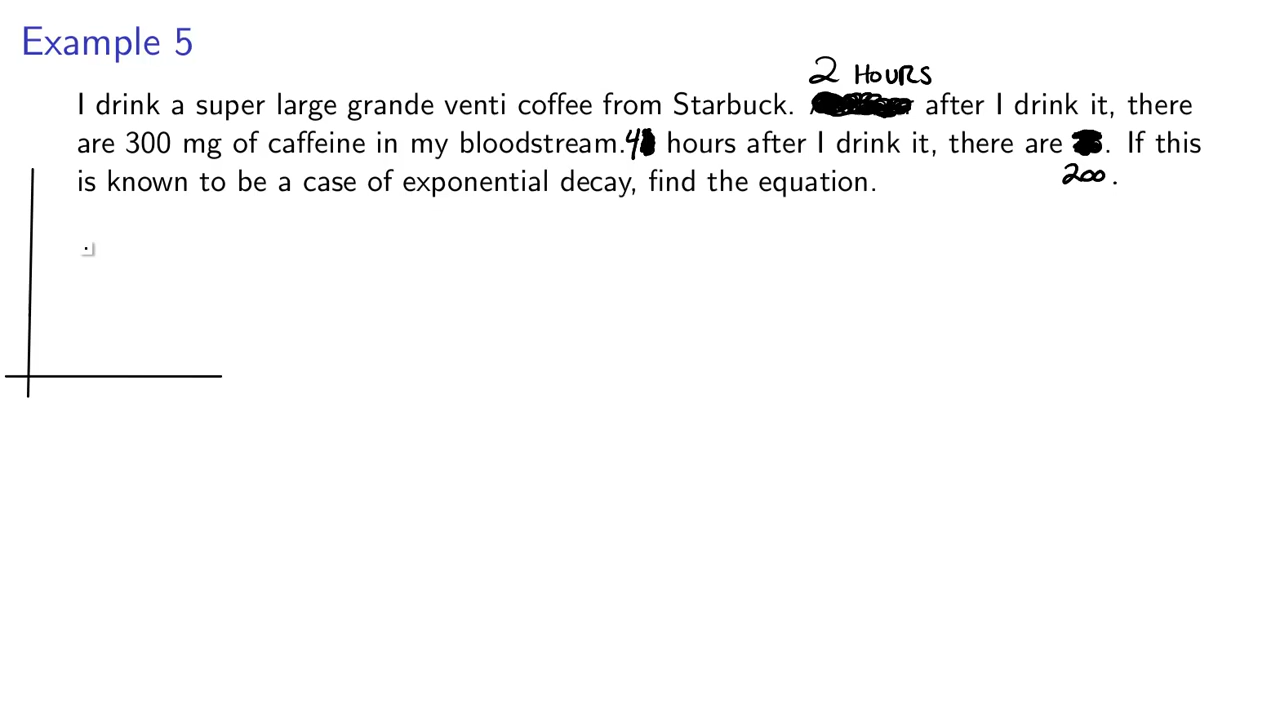 Example 5
2 HOURS
I drink a super large grande venti coffee from Starbuck. after I drink it, there
are 300 mg of caffeine in my bloodstream. 4 hours after I drink it, there are . If this
is known to be a case of exponential decay, find the equation.
200.